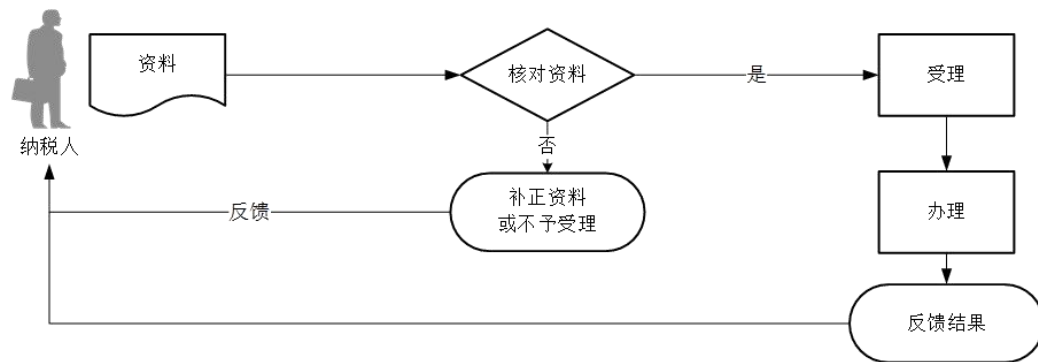 资料
核对资料
是
受理
纳税人
否
补正资料
或不予受理
反馈
办理
反馈结果